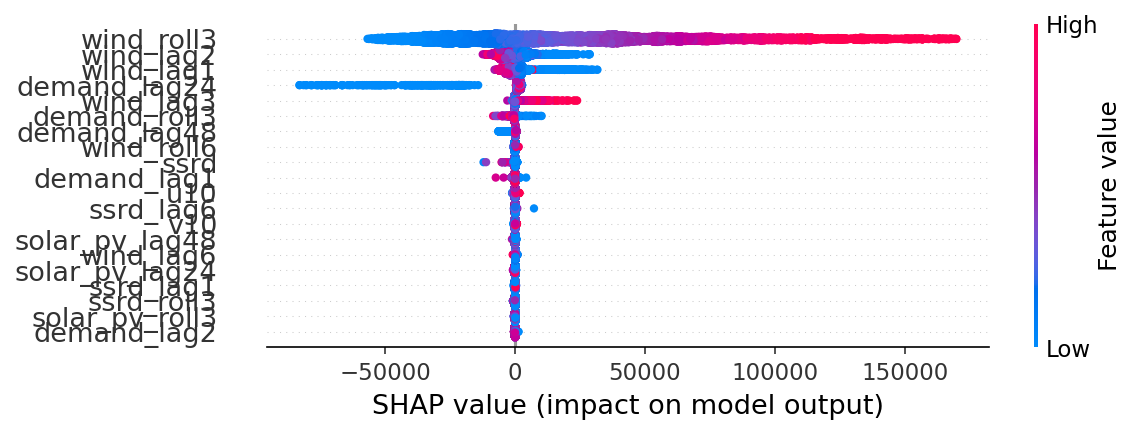 wind_roll3
wind_lag2
wind_lag1
demand_lag24
wind_lag3
demand_roll3
demand_lag48
wind_roll6
ssrd
demand_lag1
u10
ssrd_lag6
v10
solar_pv_lag48
wind_lag6
solar_pv_lag24
ssrd_lag1
ssrd_roll3
solar_pv_roll3
demand_lag2
−50000 0 50000 100000 150000
SHAP value (impact on model output)
High
Feature value
Low